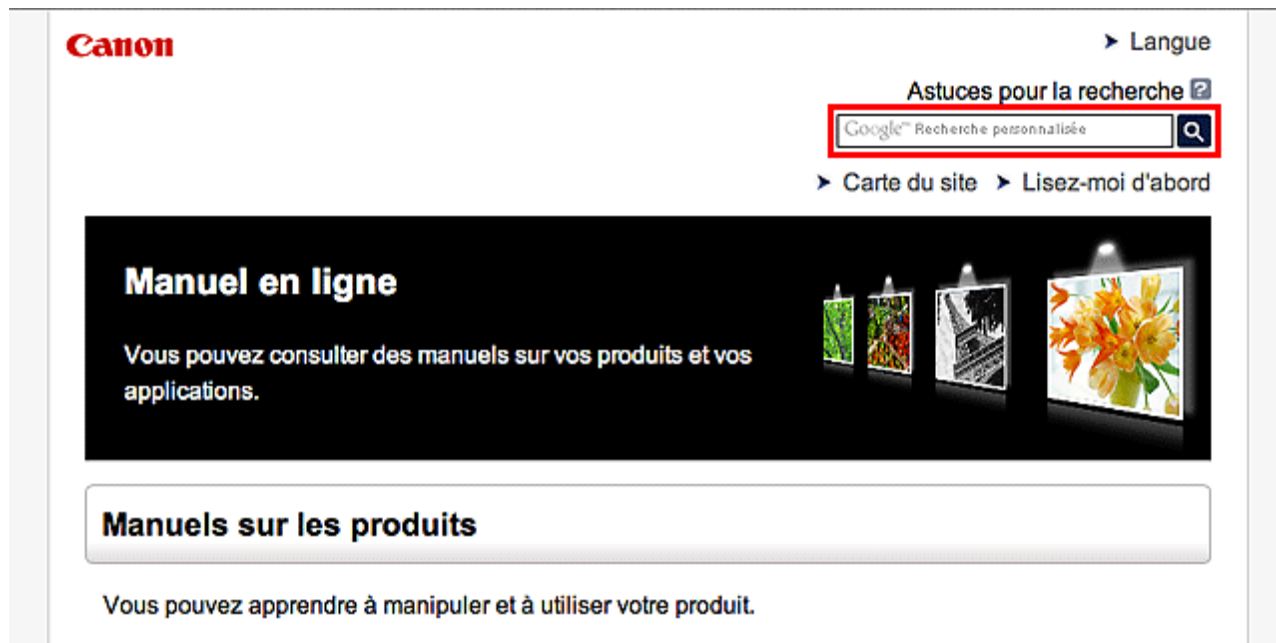 Canon
Langue
Astuces pour la recherche ?
Google™ Recherche personnalisée
Carte du site Lisez-moi d'abord
Manuel en ligne
Vous pouvez consulter des manuels sur vos produits et vos
applications.
Manuels sur les produits
Vous pouvez apprendre à manipuler et à utiliser votre produit.